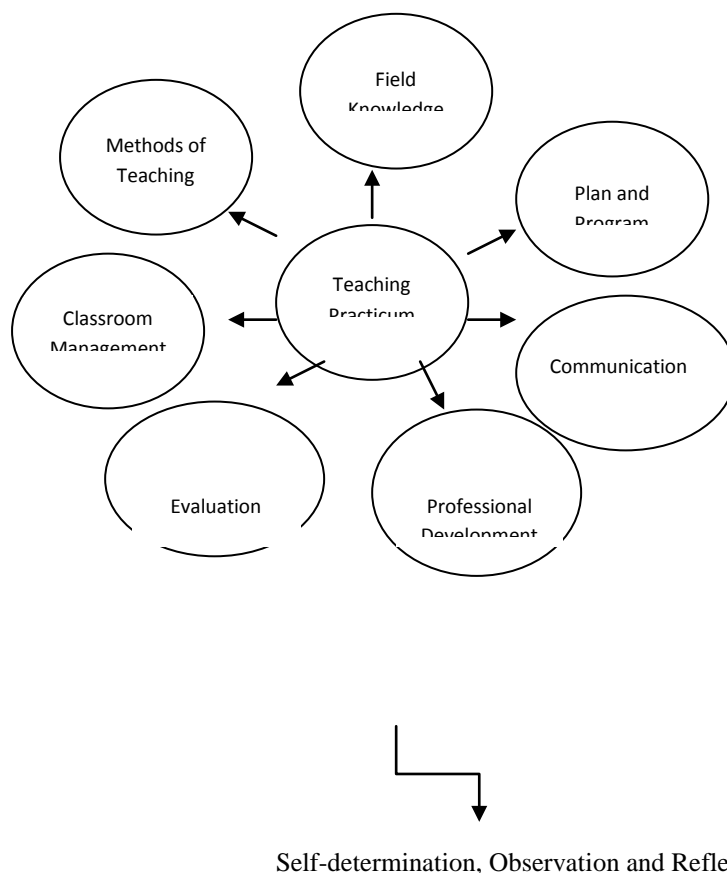 Field
Knowledge
Methods of
Teaching
Plan and
Program
Teaching
Practicum
Classroom
Management
Communication
Evaluation
Professional
Development
Self-determination, Observation and Refle